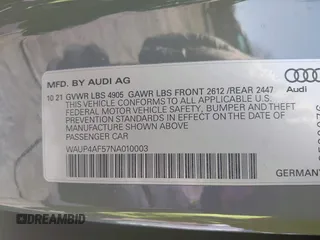 MFD. BY AUDI AG
10 21 GVWR LBS 4905 GAWR LBS FRONT 2612 /REAR 2447
THIS VEHICLE CONFORMS TO ALL APPLICABLE U.S.
FEDERAL MOTOR VEHICLE SAFETY, BUMPER AND THEFT
PREVENTION STANDARDS IN EFFECT ON THE DATE OF
MANUFACTURE SHOWN ABOVE.
PASSENGER CAR
WAUP4AF57NA010003
Audi
GERMANY
DREAMBID